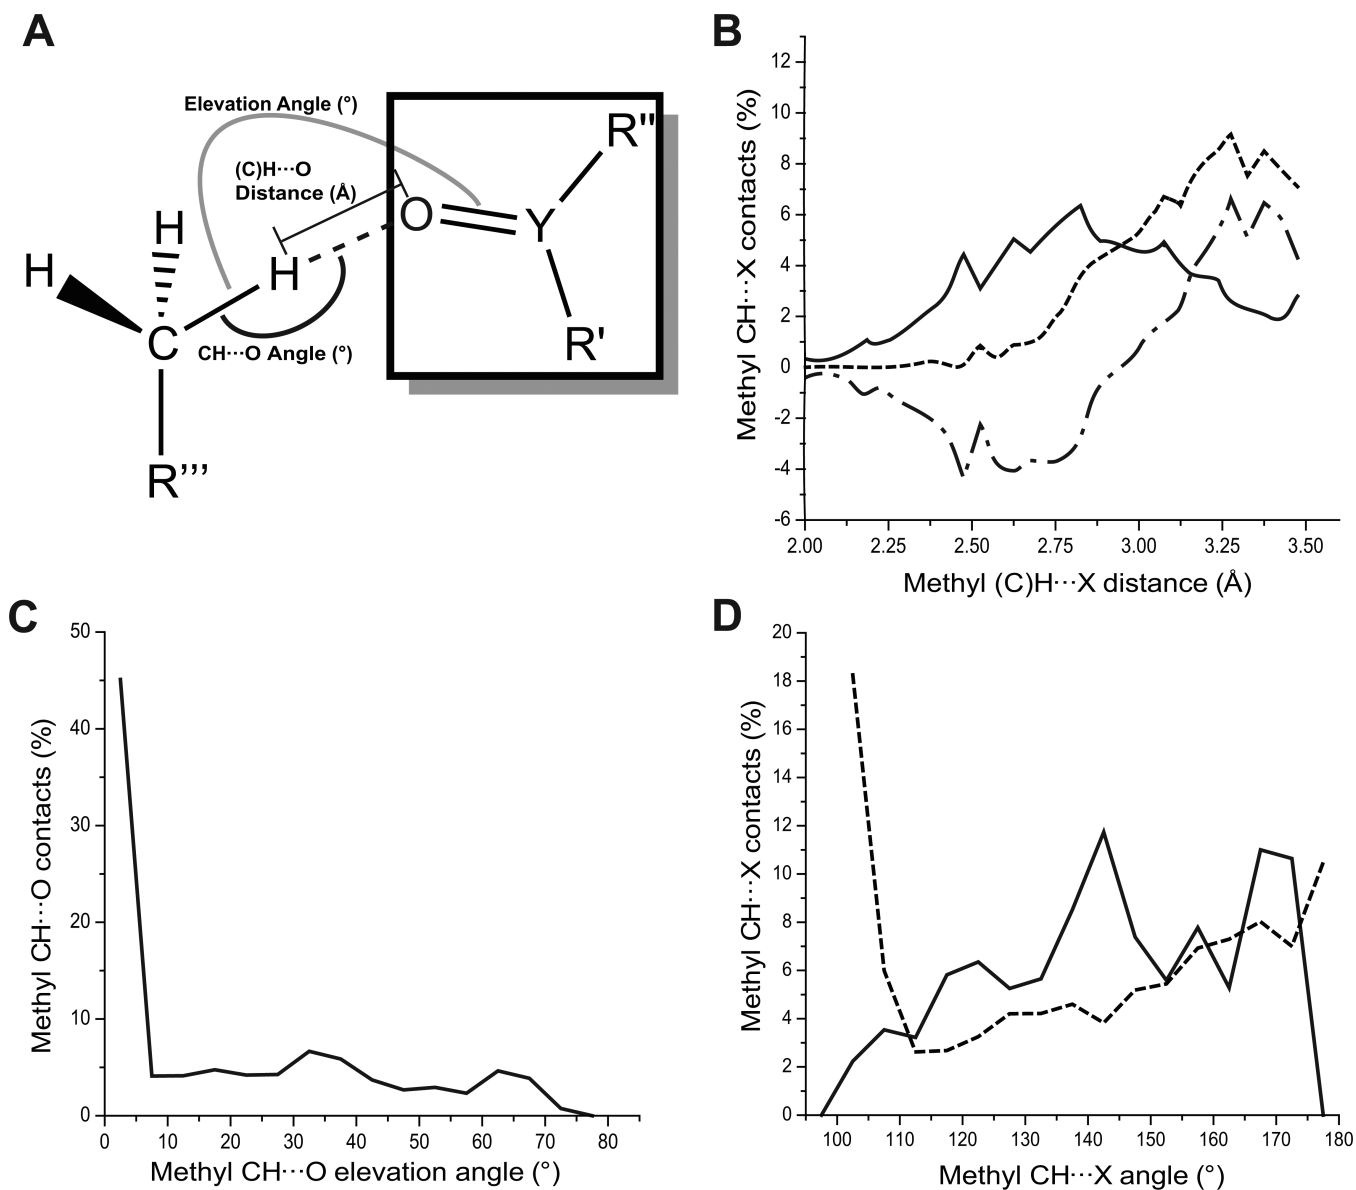 A
Elevation Angle (°)
(C)H···O
Distance (Å)
H
H
H
C
R’’’
CH···O Angle (°)
O
Y
R"
R'
B
Methyl CH···X contacts (%)
12
10
8
6
4
2
0
-2
-4
-6
2.00 2.25 2.50 2.75 3.00 3.25 3.50
Methyl (C)H···X distance (Å)
C
Methyl CH···O contacts (%)
50
40
30
20
10
0
0 10 20 30 40 50 60 70 80
Methyl CH···O elevation angle (°)
D
Methyl CH···X contacts (%)
20
18
16
14
12
10
8
6
4
2
0
100 110 120 130 140 150 160 170 180
Methyl CH···X angle (°)